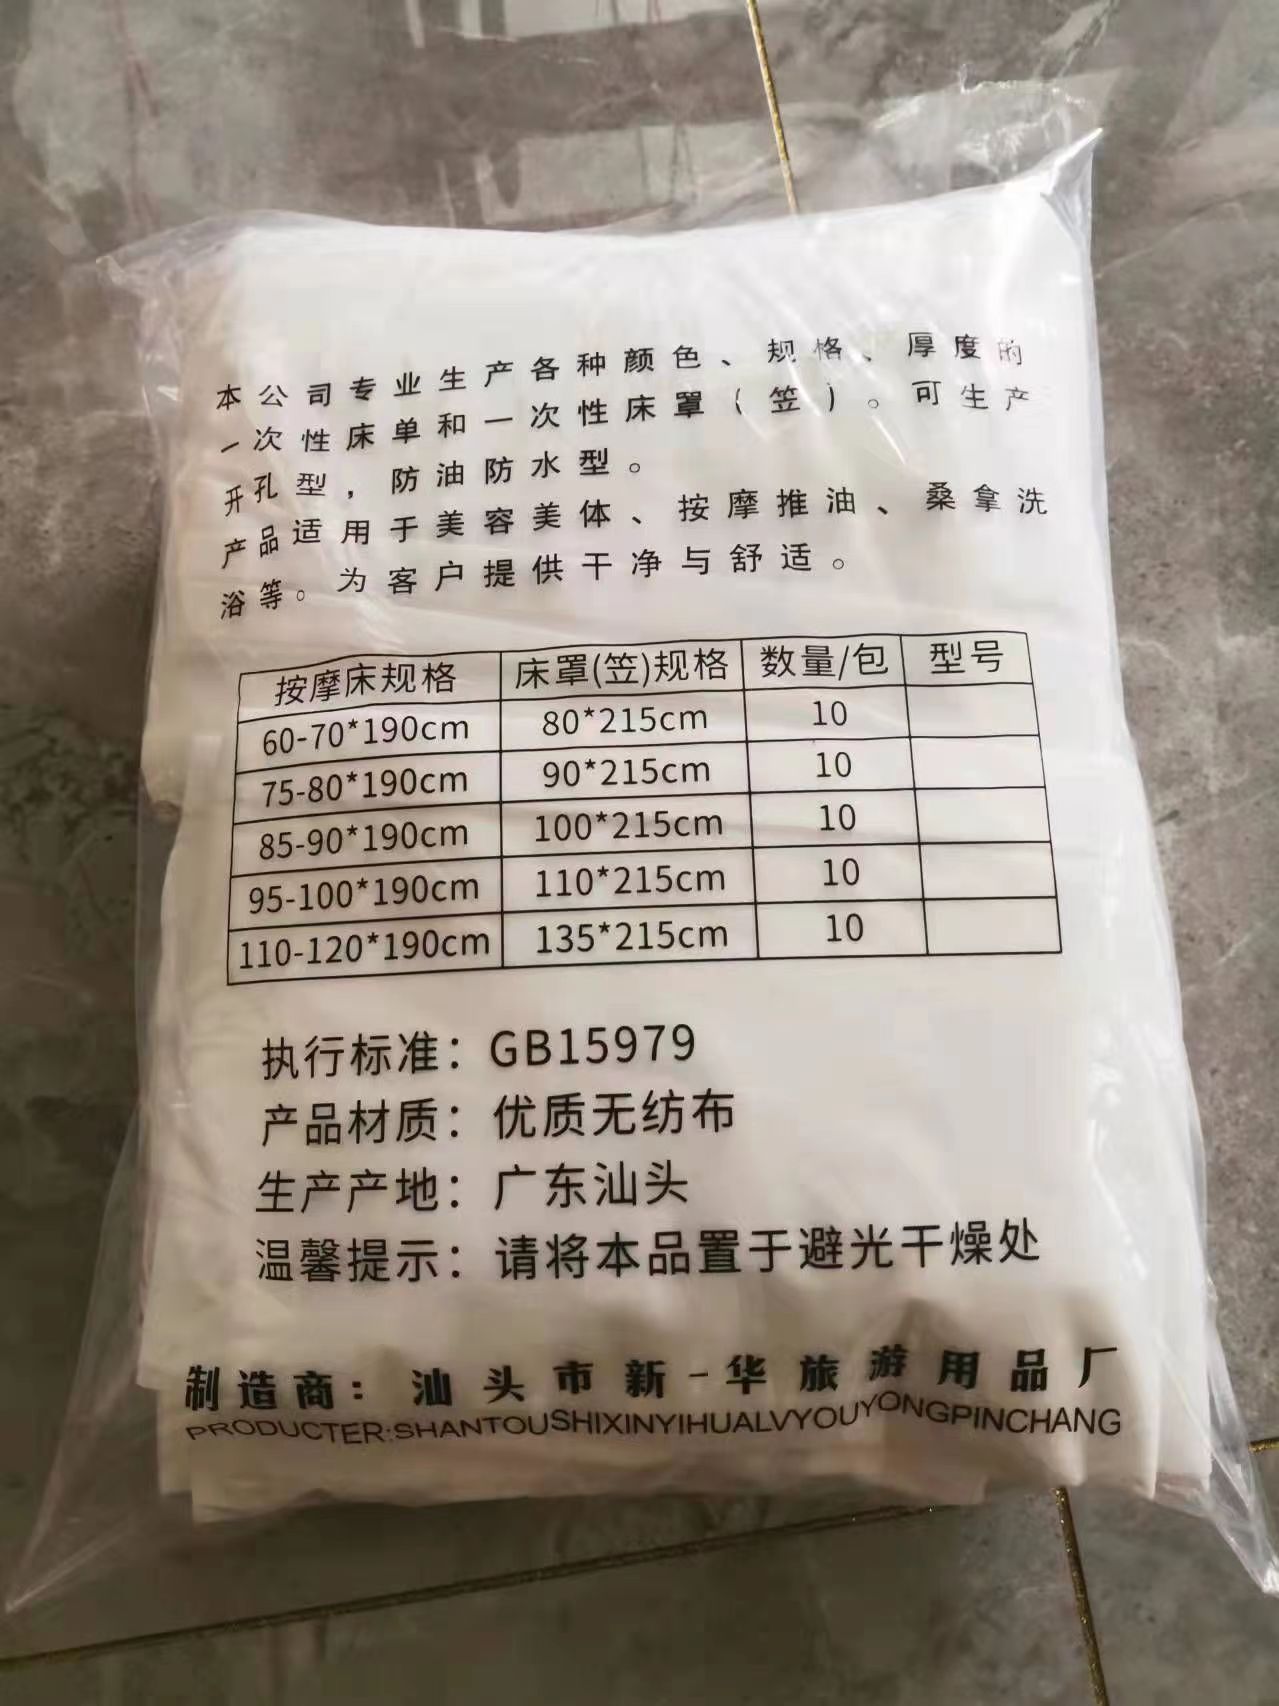 本公司专业生产各种颜色、规格、厚度的
一次性床单和一次性床罩(笠)。可生产
开孔型，防油防水型。
产品适用于美容美体、按摩推油、桑拿洗
浴等。为客户提供干净与舒适。
按摩床规格 床罩(笠)规格 数量/包 型号
60-70*190cm 80*215cm 10
75-80*190cm 90*215cm 10
85-90*190cm 100*215cm 10
95-100*190cm 110*215cm 10
110-120*190cm 135*215cm 10
执行标准：GB15979
产品材质：优质无纺布
生产产地：广东汕头
温馨提示：请将本品置于避光干燥处
制造商：汕头市新一华旅游用品厂
PRODUCTER:SHANTOUSHIXINYIHUALVYOUYONGPINCHANG